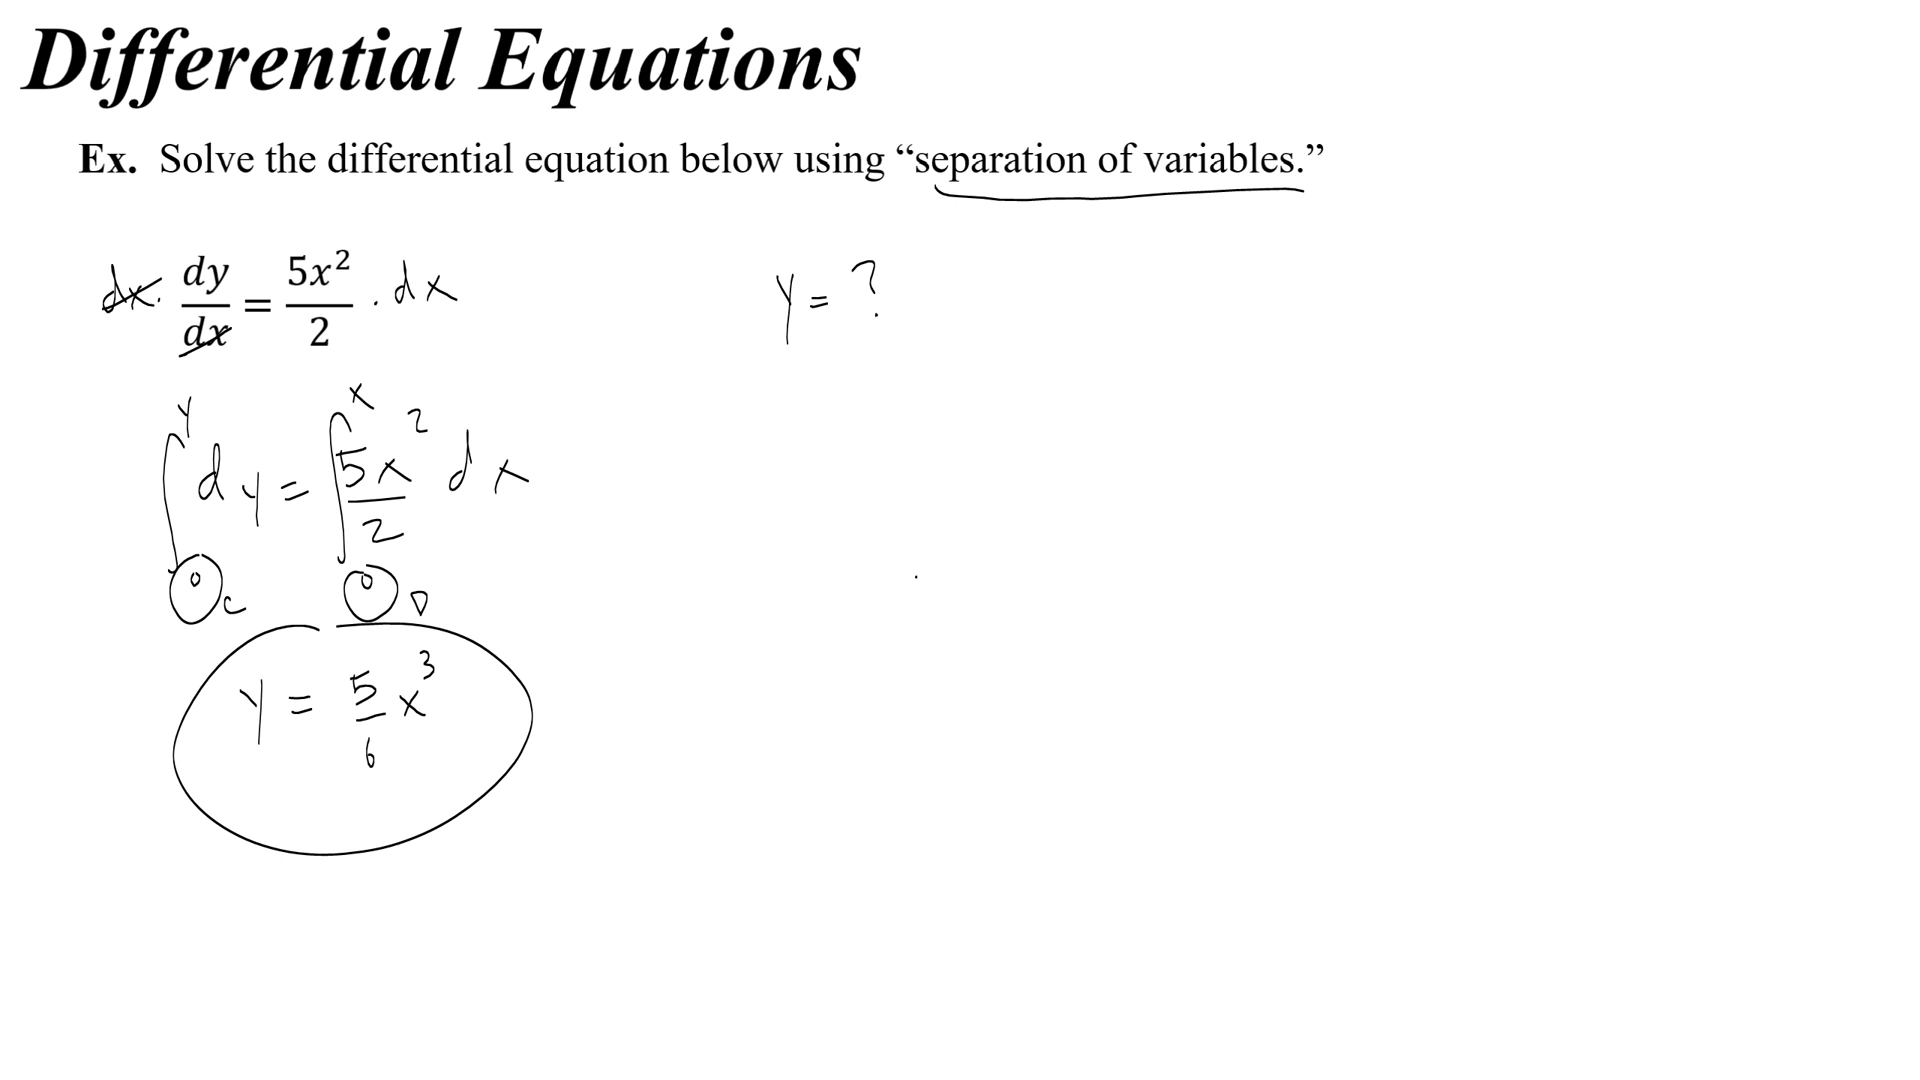 Differential Equations
Ex. Solve the differential equation below using “separation of variables.”
dx · dy/dx = 5x²/2 · dx
y = ?
∫₀^y dy = ∫₀^x 5x²/2 dx
C D
y = 5/6 x³